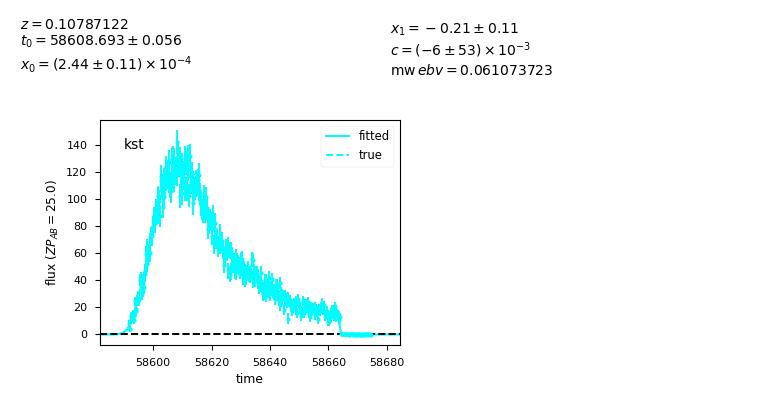 z = 0.10787122
t₀ = 58608.693 ± 0.056
x₀ = (2.44 ± 0.11) × 10⁻⁴
x₁ = − 0.21 ± 0.11
c = (−6 ± 53) × 10⁻³
mw ebv = 0.061073723
kst
fitted
true
140
120
100
80
60
40
20
0
flux (ZP_AB = 25.0)
58600 58620 58640 58660 58680
time